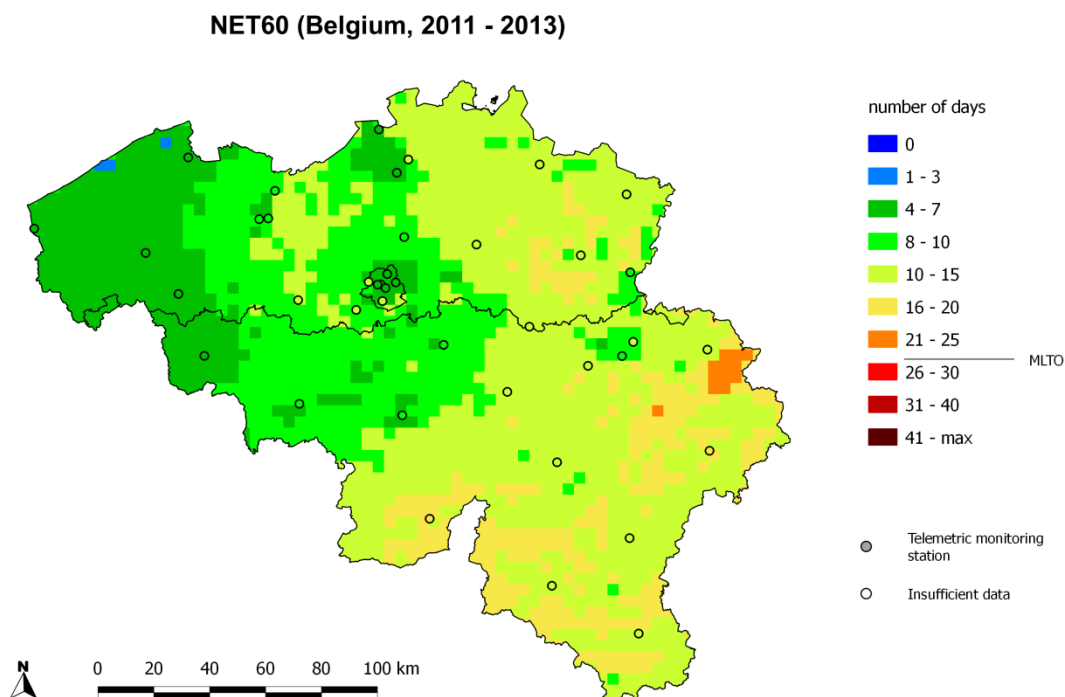 NET60 (Belgium, 2011 - 2013)
number of days
0
1 - 3
4 - 7
8 - 10
10 - 15
16 - 20
21 - 25
MLTO
26 - 30
31 - 40
41 - max
Telemetric monitoring
station
Insufficient data
N
0 20 40 60 80 100 km